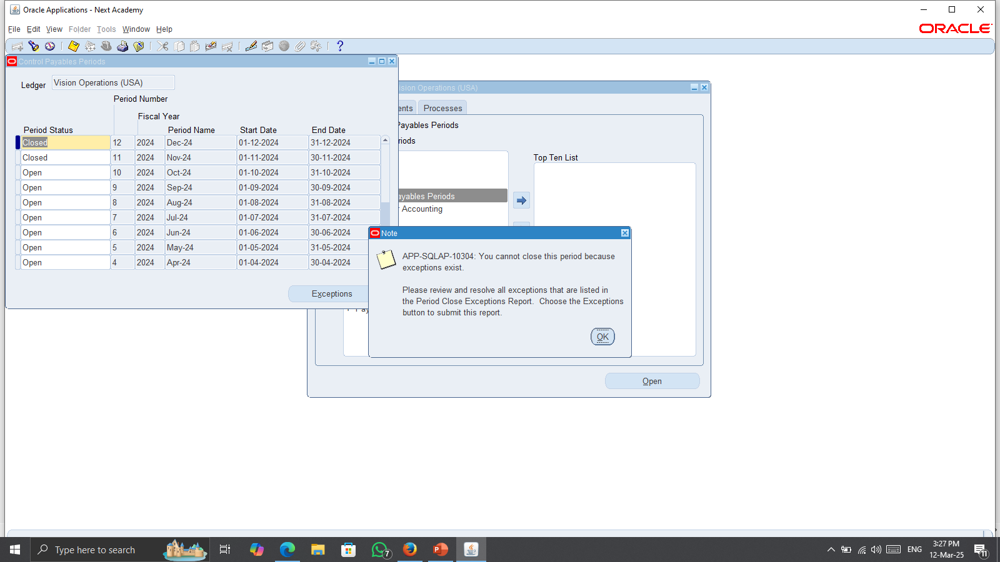 Oracle Applications - Next Academy
File Edit View Folder Tools Window Help
ORACLE
Control Payables Periods
Ledger Vision Operations (USA)
Period Number
Fiscal Year
Period Status Period Name Start Date End Date
Closed 12 2024 Dec-24 01-12-2024 31-12-2024
Closed 11 2024 Nov-24 01-11-2024 30-11-2024
Open 10 2024 Oct-24 01-10-2024 31-10-2024
Open 9 2024 Sep-24 01-09-2024 30-09-2024
Open 8 2024 Aug-24 01-08-2024 31-08-2024
Open 7 2024 Jul-24 01-07-2024 31-07-2024
Open 6 2024 Jun-24 01-06-2024 30-06-2024
Open 5 2024 May-24 01-05-2024 31-05-2024
Open 4 2024 Apr-24 01-04-2024 30-04-2024
Exceptions
ision Operations (USA)
ents Processes
Payables Periods
riods
Top Ten List
ayables Periods
Accounting
Note
APP-SQLAP-10304: You cannot close this period because
exceptions exist.
Please review and resolve all exceptions that are listed in
the Period Close Exceptions Report. Choose the Exceptions
button to submit this report.
OK
Open
Type here to search
7
ENG
3:27 PM
12-Mar-25
11